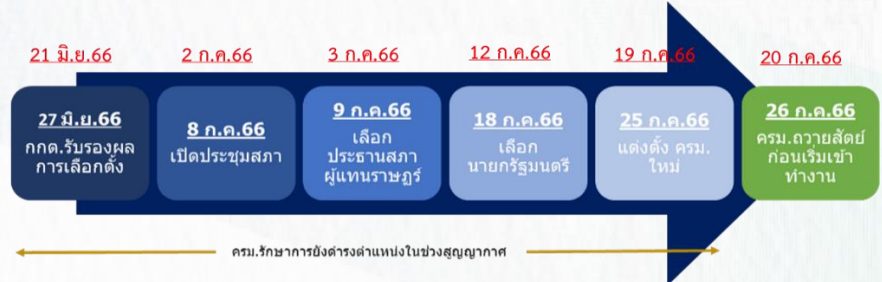 21 มิ.ย.66
2 ก.ค.66
3 ก.ค.66
12 ก.ค.66
19 ก.ค.66
20 ก.ค.66
27 มิ.ย.66
กกต.รับรองผล
การเลือกตั้ง
8 ก.ค.66
เปิดประชุมสภา
9 ก.ค.66
เลือก
ประธานสภา
ผู้แทนราษฎร์
18 ก.ค.66
เลือก
นายกรัฐมนตรี
25 ก.ค.66
แต่งตั้ง ครม.
ใหม่
26 ก.ค.66
ครม.ถวายสัตย์
ก่อนเริ่มเข้า
ทำงาน
ครม.รักษาการยังดำรงตำแหน่งในช่วงสูญญากาศ